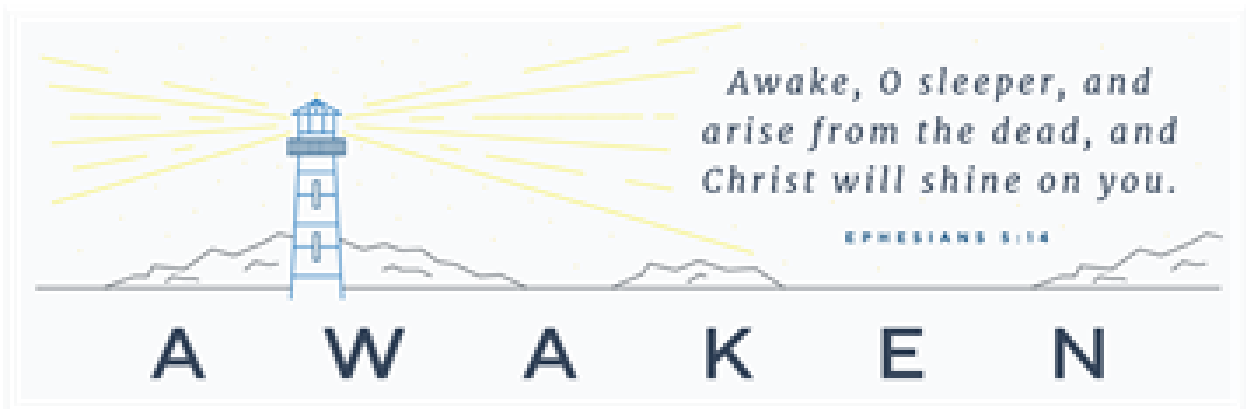 Awake, O sleeper, and
arise from the dead, and
Christ will shine on you.
EPHESIANS 5:14
AWAKEN